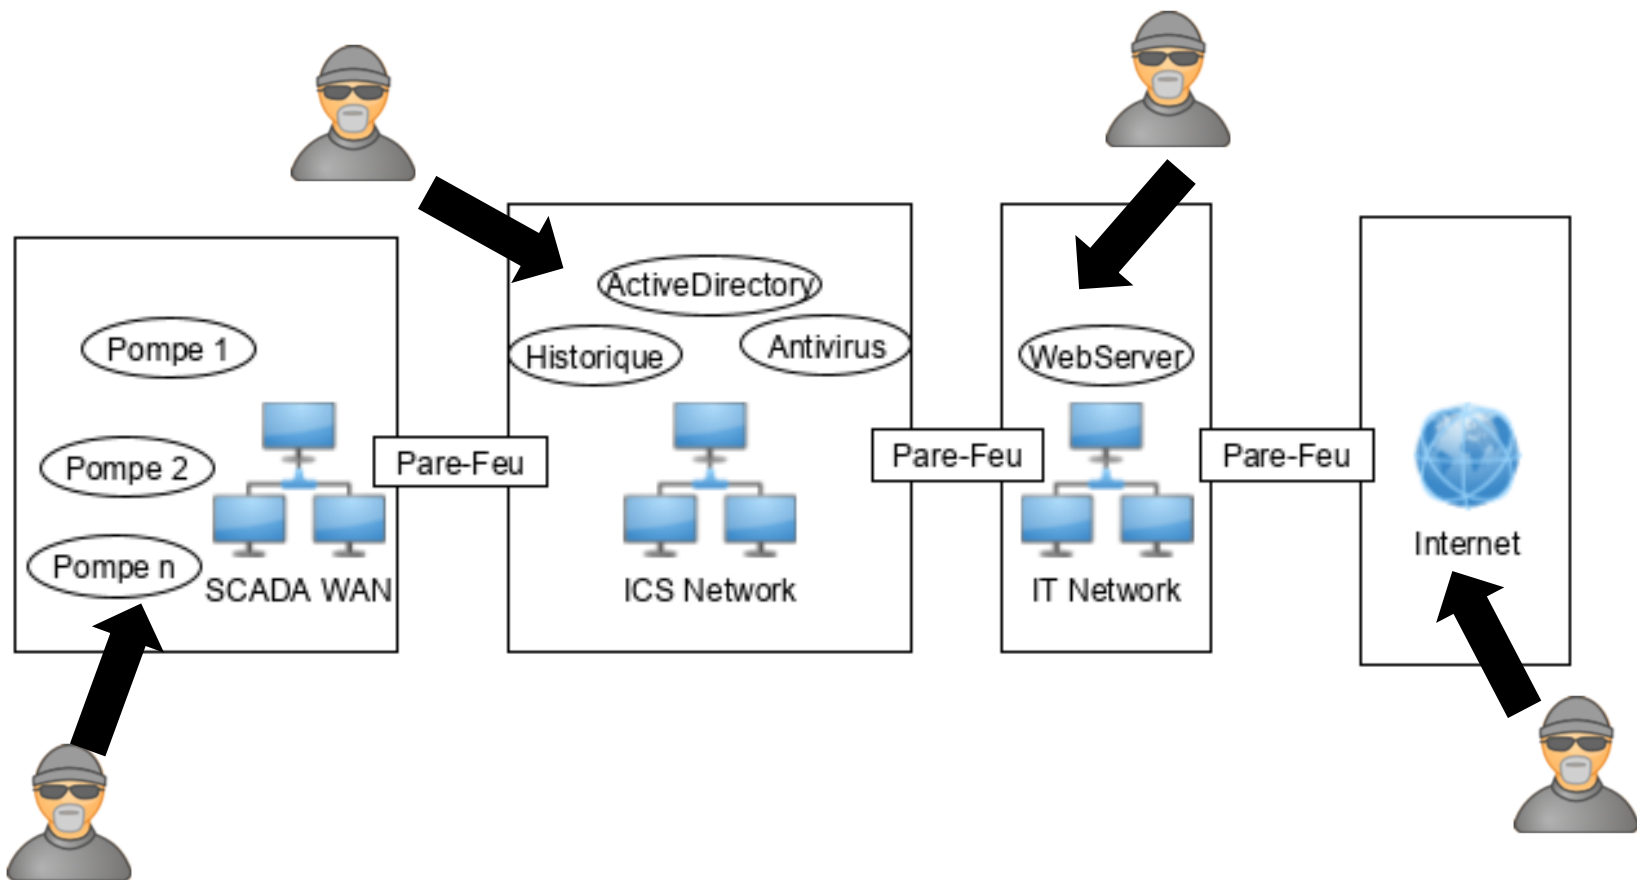 Pompe 1
Pompe 2
Pompe n
SCADA WAN
Pare-Feu
ActiveDirectory
Historique
Antivirus
ICS Network
Pare-Feu
WebServer
IT Network
Pare-Feu
Internet